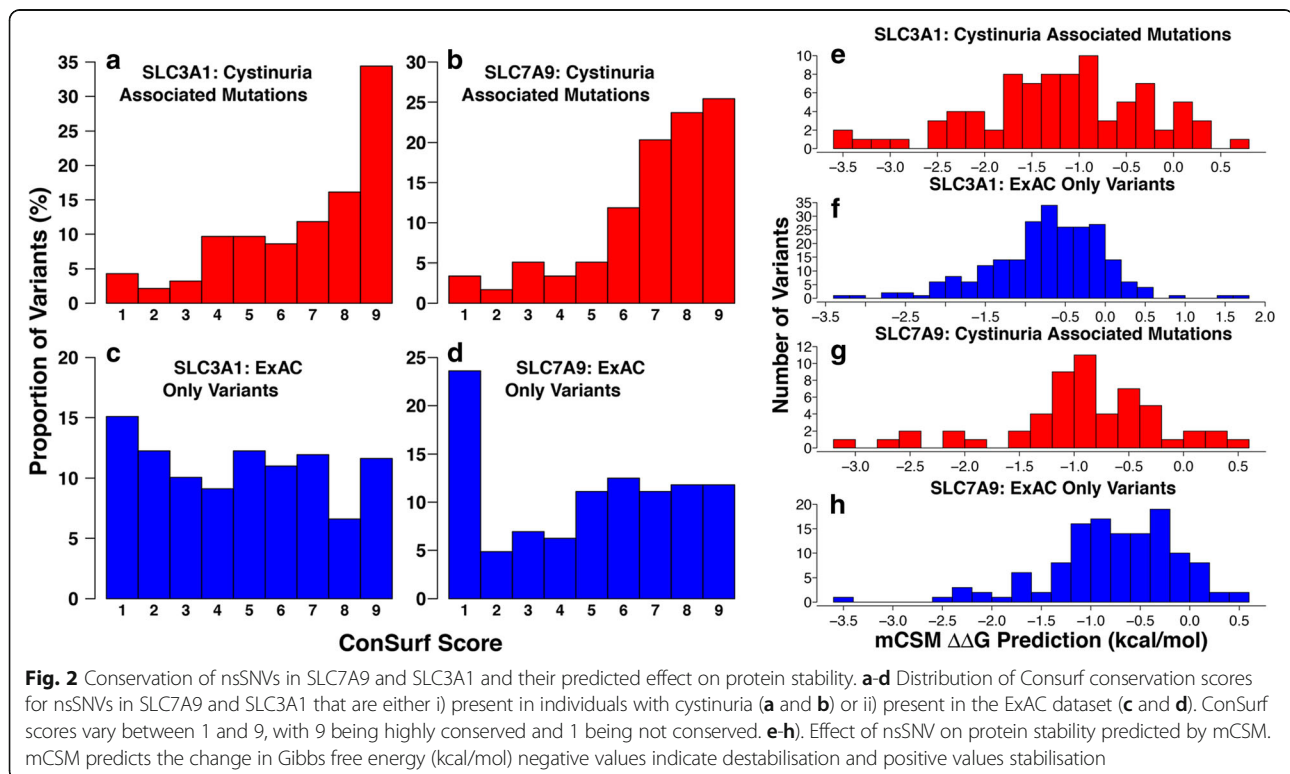 a
SLC3A1: Cystinuria
Associated Mutations
35
30
25
20
15
10
5
0
1 2 3 4 5 6 7 8 9
b
SLC7A9: Cystinuria
Associated Mutations
30
25
20
15
10
5
0
1 2 3 4 5 6 7 8 9
Proportion of Variants (%)
c
SLC3A1: ExAC
Only Variants
20
15
10
5
0
1 2 3 4 5 6 7 8 9
d
SLC7A9: ExAC
Only Variants
25
20
15
10
5
0
1 2 3 4 5 6 7 8 9
ConSurf Score
SLC3A1: Cystinuria Associated Mutations
e
10
8
6
4
2
0
−3.5 −3.0 −2.5 −2.0 −1.5 −1.0 −0.5 0.0 0.5
SLC3A1: ExAC Only Variants
f
35
30
25
20
15
10
5
0
−3.5 −2.5 −1.5 −0.5 0.0 0.5 1.0 1.5 2.0
Number of Variants
SLC7A9: Cystinuria Associated Mutations
g
12
10
8
6
4
2
0
−3.0 −2.5 −2.0 −1.5 −1.0 −0.5 0.0 0.5
SLC7A9: ExAC Only Variants
h
20
15
10
5
0
−3.5 −3.0 −2.5 −2.0 −1.5 −1.0 −0.5 0.0 0.5
mCSM ΔΔG Prediction (kcal/mol)
Fig. 2 Conservation of nsSNVs in SLC7A9 and SLC3A1 and their predicted effect on protein stability. a-d Distribution of Consurf conservation scores
for nsSNVs in SLC7A9 and SLC3A1 that are either i) present in individuals with cystinuria (a and b) or ii) present in the ExAC dataset (c and d). ConSurf
scores vary between 1 and 9, with 9 being highly conserved and 1 being not conserved. e-h). Effect of nsSNV on protein stability predicted by mCSM.
mCSM predicts the change in Gibbs free energy (kcal/mol) negative values indicate destabilisation and positive values stabilisation